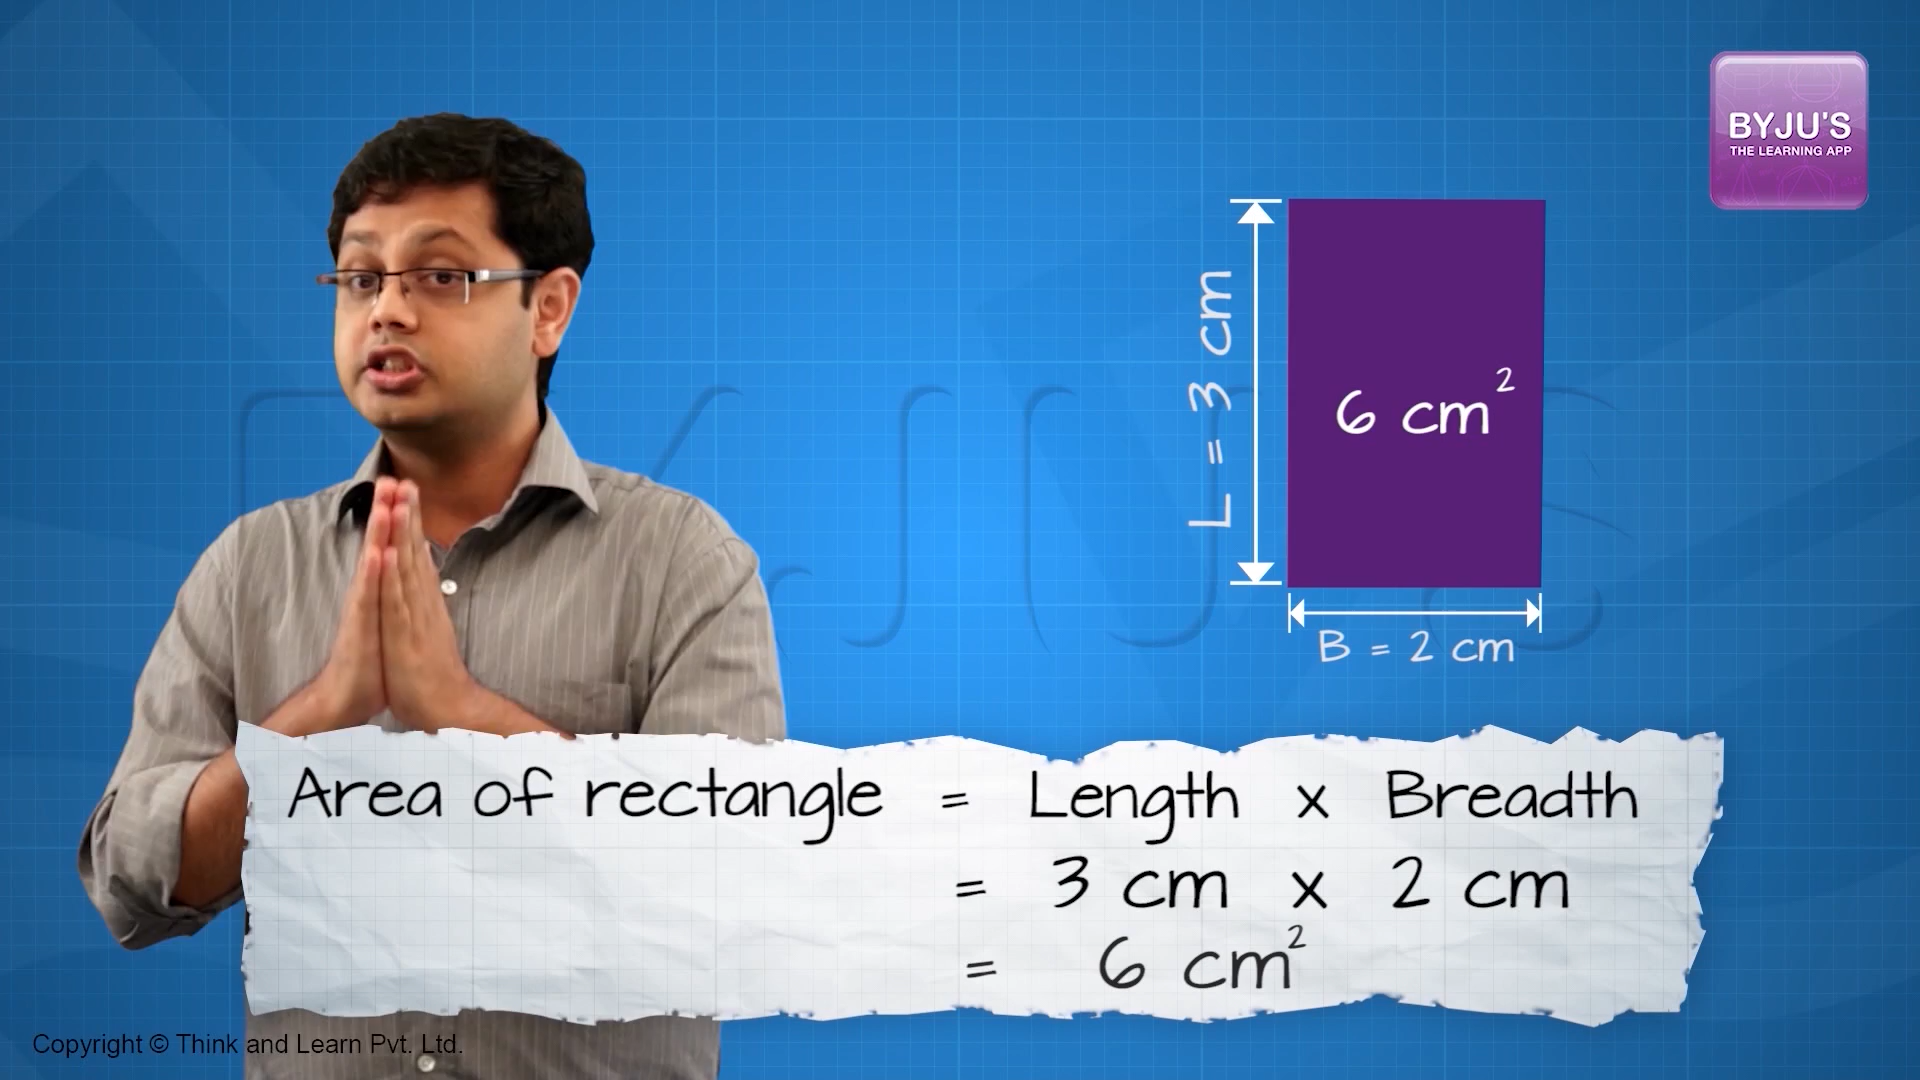 BYJU'S
THE LEARNING APP
L = 3 cm
6 cm²
B = 2 cm
Area of rectangle = Length x Breadth
= 3 cm x 2 cm
= 6 cm²
Copyright © Think and Learn Pvt. Ltd.
BYJU'S